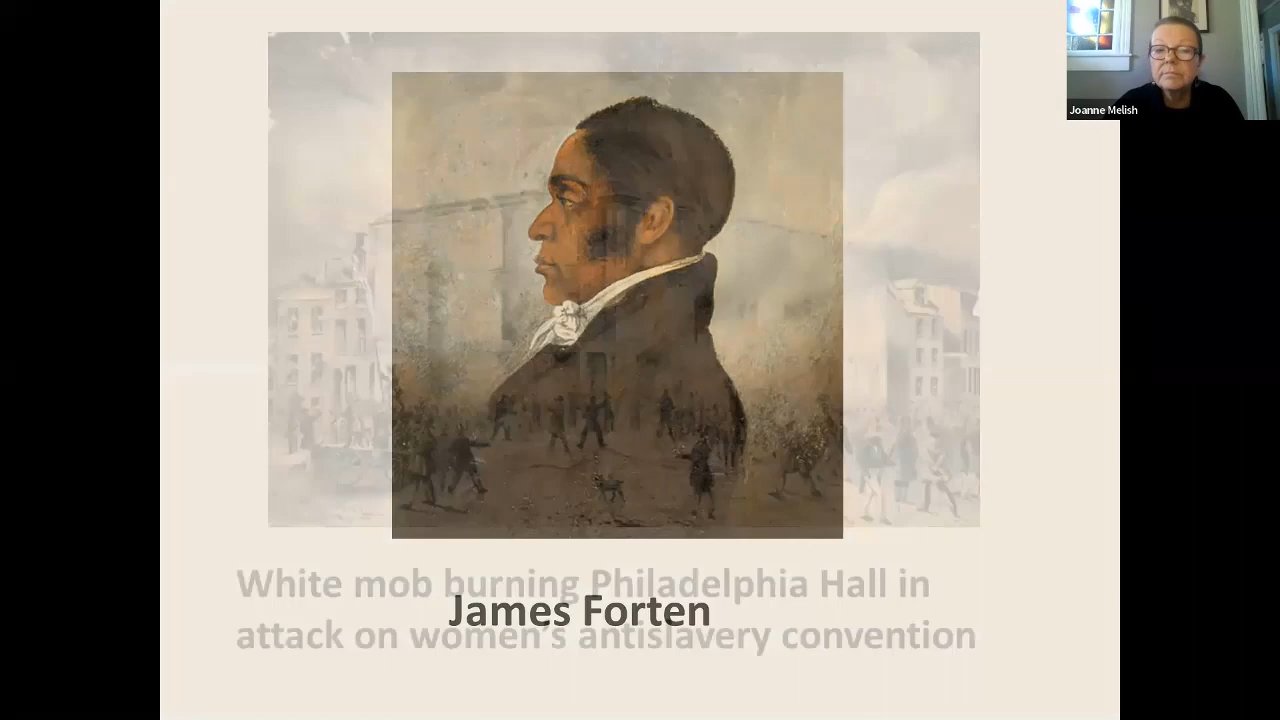 Joanne Melish
White mob burning Philadelphia Hall in
James Forten
attack on women's antislavery convention